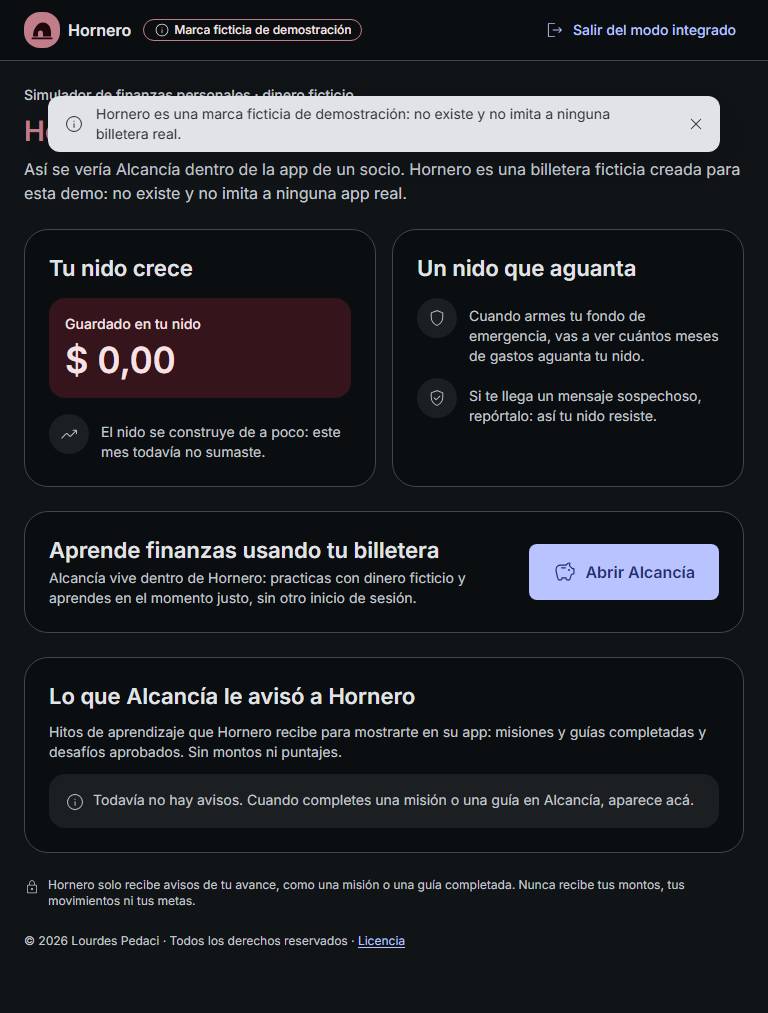 Hornero
Marca ficticia de demostración
Salir del modo integrado
Simulador de finanzas personales · dinero ficticio
Hornero es una marca ficticia de demostración: no existe y no imita a ninguna
billetera real.
Así se vería Alcancía dentro de la app de un socio. Hornero es una billetera ficticia creada para
esta demo: no existe y no imita a ninguna app real.
Tu nido crece
Guardado en tu nido
$ 0,00
El nido se construye de a poco: este
mes todavía no sumaste.
Un nido que aguanta
Cuando armes tu fondo de
emergencia, vas a ver cuántos meses
de gastos aguanta tu nido.
Si te llega un mensaje sospechoso,
repórtalo: así tu nido resiste.
Aprende finanzas usando tu billetera
Alcancía vive dentro de Hornero: practicas con dinero ficticio y
aprendes en el momento justo, sin otro inicio de sesión.
Abrir Alcancía
Lo que Alcancía le avisó a Hornero
Hitos de aprendizaje que Hornero recibe para mostrarte en su app: misiones y guías completadas y
desafíos aprobados. Sin montos ni puntajes.
Todavía no hay avisos. Cuando completes una misión o una guía en Alcancía, aparece acá.
Hornero solo recibe avisos de tu avance, como una misión o una guía completada. Nunca recibe tus montos, tus
movimientos ni tus metas.
© 2026 Lourdes Pedaci · Todos los derechos reservados · Licencia